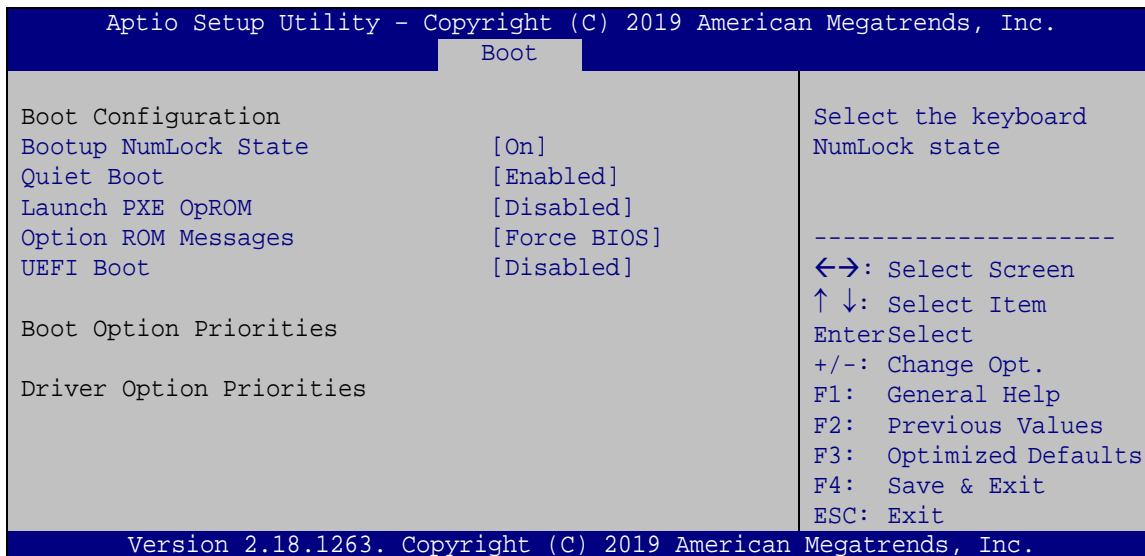 Aptio Setup Utility – Copyright (C) 2019 American Megatrends, Inc.
Boot
Boot Configuration
Bootup NumLock State [On]
Quiet Boot [Enabled]
Launch PXE OpROM [Disabled]
Option ROM Messages [Force BIOS]
UEFI Boot [Disabled]
Boot Option Priorities
Driver Option Priorities
Select the keyboard
NumLock state
---------------------
←→: Select Screen
↑ ↓: Select Item
EnterSelect
+/-: Change Opt.
F1: General Help
F2: Previous Values
F3: Optimized Defaults
F4: Save & Exit
ESC: Exit
Version 2.18.1263. Copyright (C) 2019 American Megatrends, Inc.